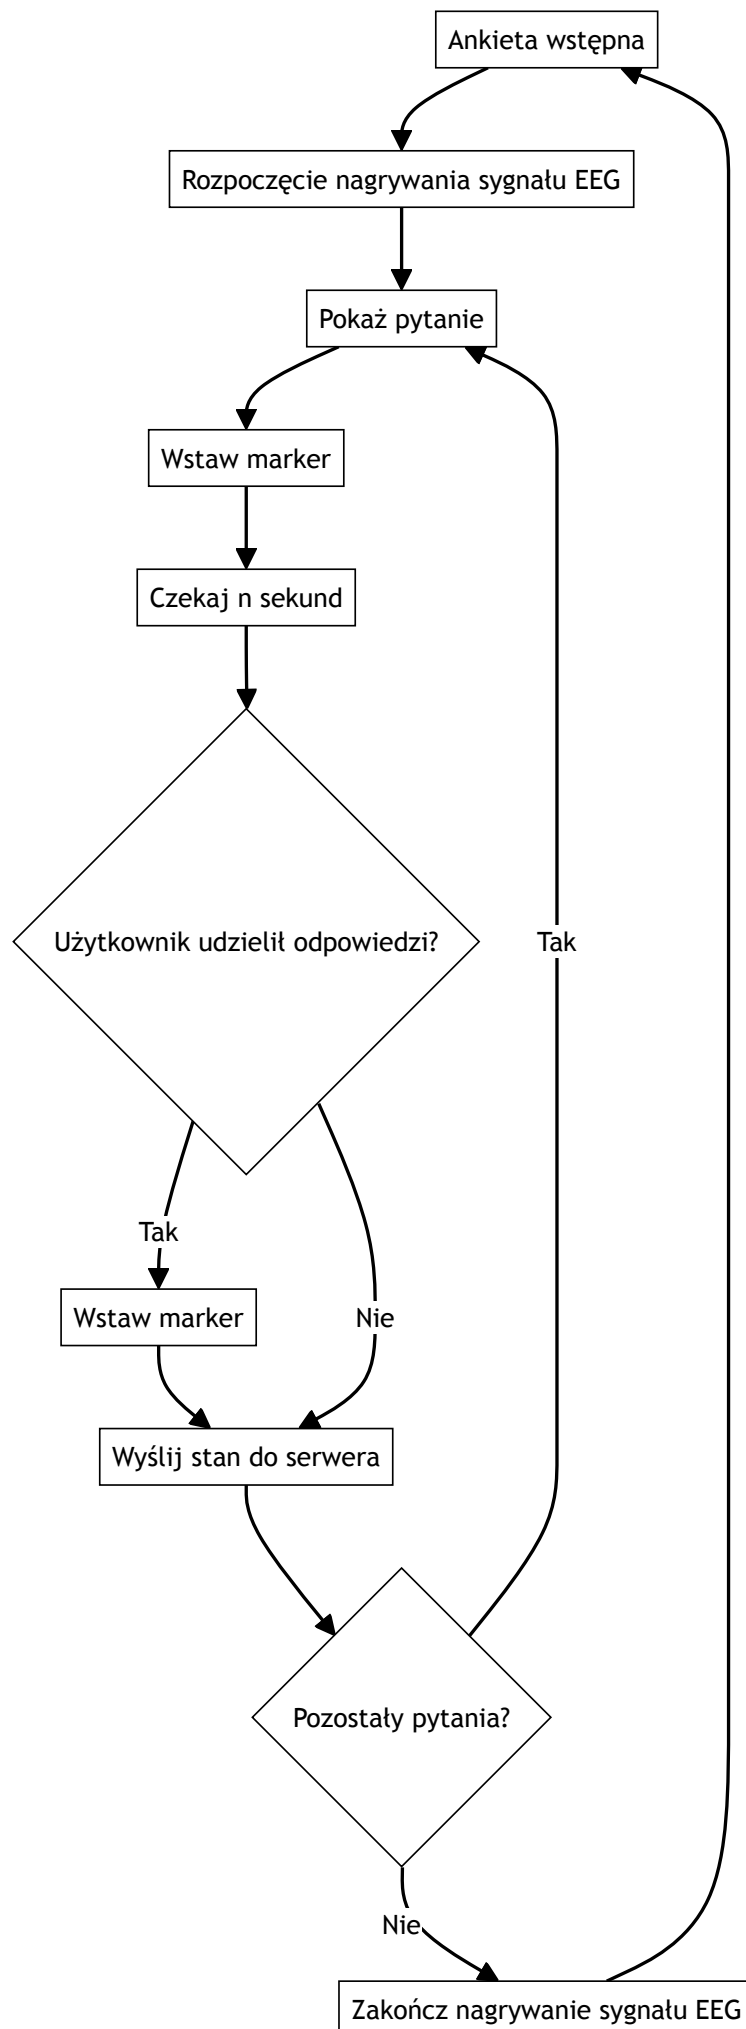 Ankieta wstępna
Rozpoczęcie nagrywania sygnału EEG
Pokaż pytanie
Wstaw marker
Czekaj n sekund
Użytkownik udzielił odpowiedzi?
Tak
Tak
Wstaw marker
Nie
Wyślij stan do serwera
Pozostały pytania?
Nie
Zakończ nagrywanie sygnału EEG